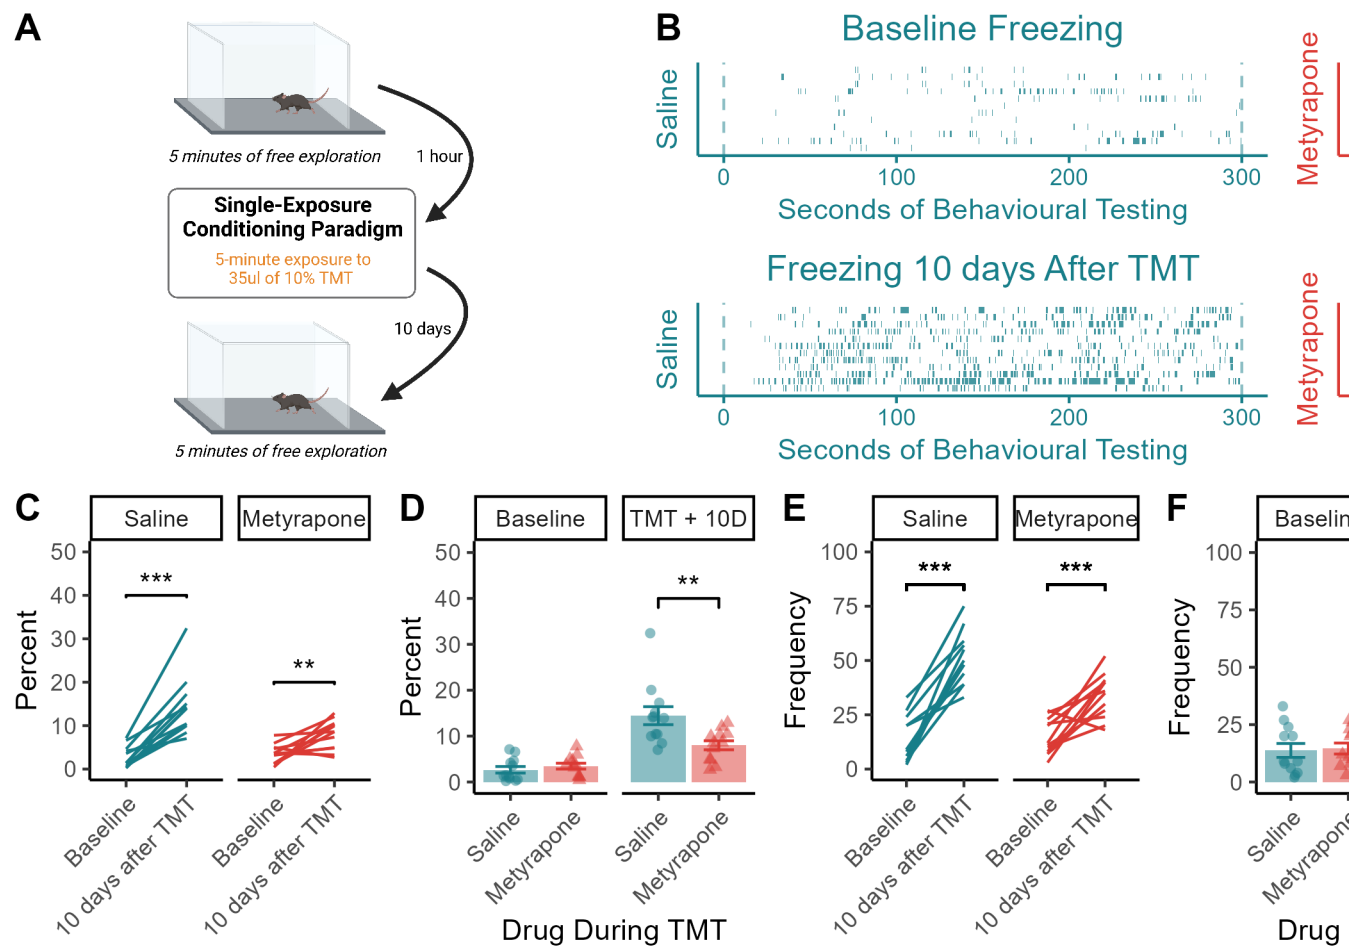 A
5 minutes of free exploration
1 hour
Single-Exposure
Conditioning Paradigm
5-minute exposure to
35ul of 10% TMT
10 days
5 minutes of free exploration
B
Baseline Freezing
Saline
0 100 200 300
Seconds of Behavioural Testing
Metyrapone
Freezing 10 days After TMT
Saline
0 100 200 300
Seconds of Behavioural Testing
Metyrapone
C
Saline Metyrapone
Percent
50
40
30
20
10
0
***
**
Baseline
10 days after TMT
Baseline
10 days after TMT
D
Baseline TMT + 10D
Percent
50
40
30
20
10
0
**
Saline
Metyrapone
Saline
Metyrapone
Drug During TMT
E
Saline Metyrapone
Frequency
100
75
50
25
0
***
***
Baseline
10 days after TMT
Baseline
10 days after TMT
F
Baselin
Frequency
100
75
50
25
0
Saline
Metyrapone
Drug